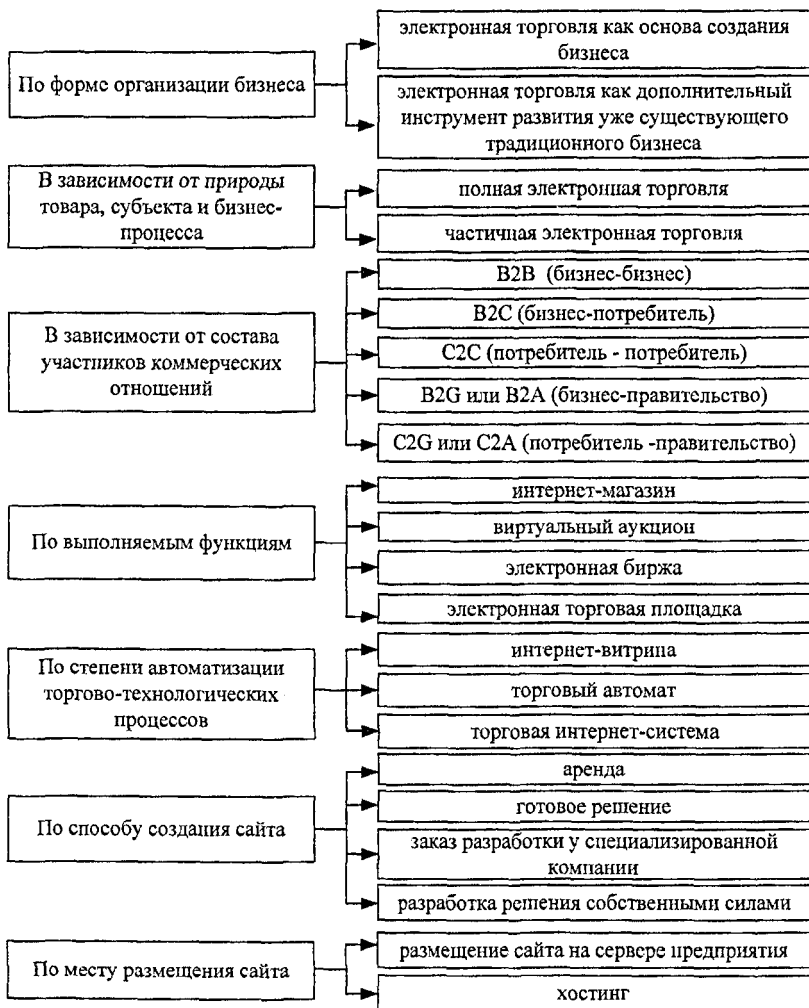 По форме организации бизнеса
электронная торговля как основа создания
бизнеса
электронная торговля как дополнительный
инструмент развития уже существующего
традиционного бизнеса
В зависимости от природы
товара, субъекта и бизнес-
процесса
полная электронная торговля
частичная электронная торговля
В зависимости от состава
участников коммерческих
отношений
B2B (бизнес-бизнес)
B2C (бизнес-потребитель)
C2C (потребитель - потребитель)
B2G или B2A (бизнес-правительство)
C2G или C2A (потребитель -правительство)
По выполняемым функциям
интернет-магазин
виртуальный аукцион
электронная биржа
электронная торговая площадка
По степени автоматизации
торгово-технологических
процессов
интернет-витрина
торговый автомат
торговая интернет-система
По способу создания сайта
аренда
готовое решение
заказ разработки у специализированной
компании
разработка решения собственными силами
По месту размещения сайта
размещение сайта на сервере предприятия
хостинг